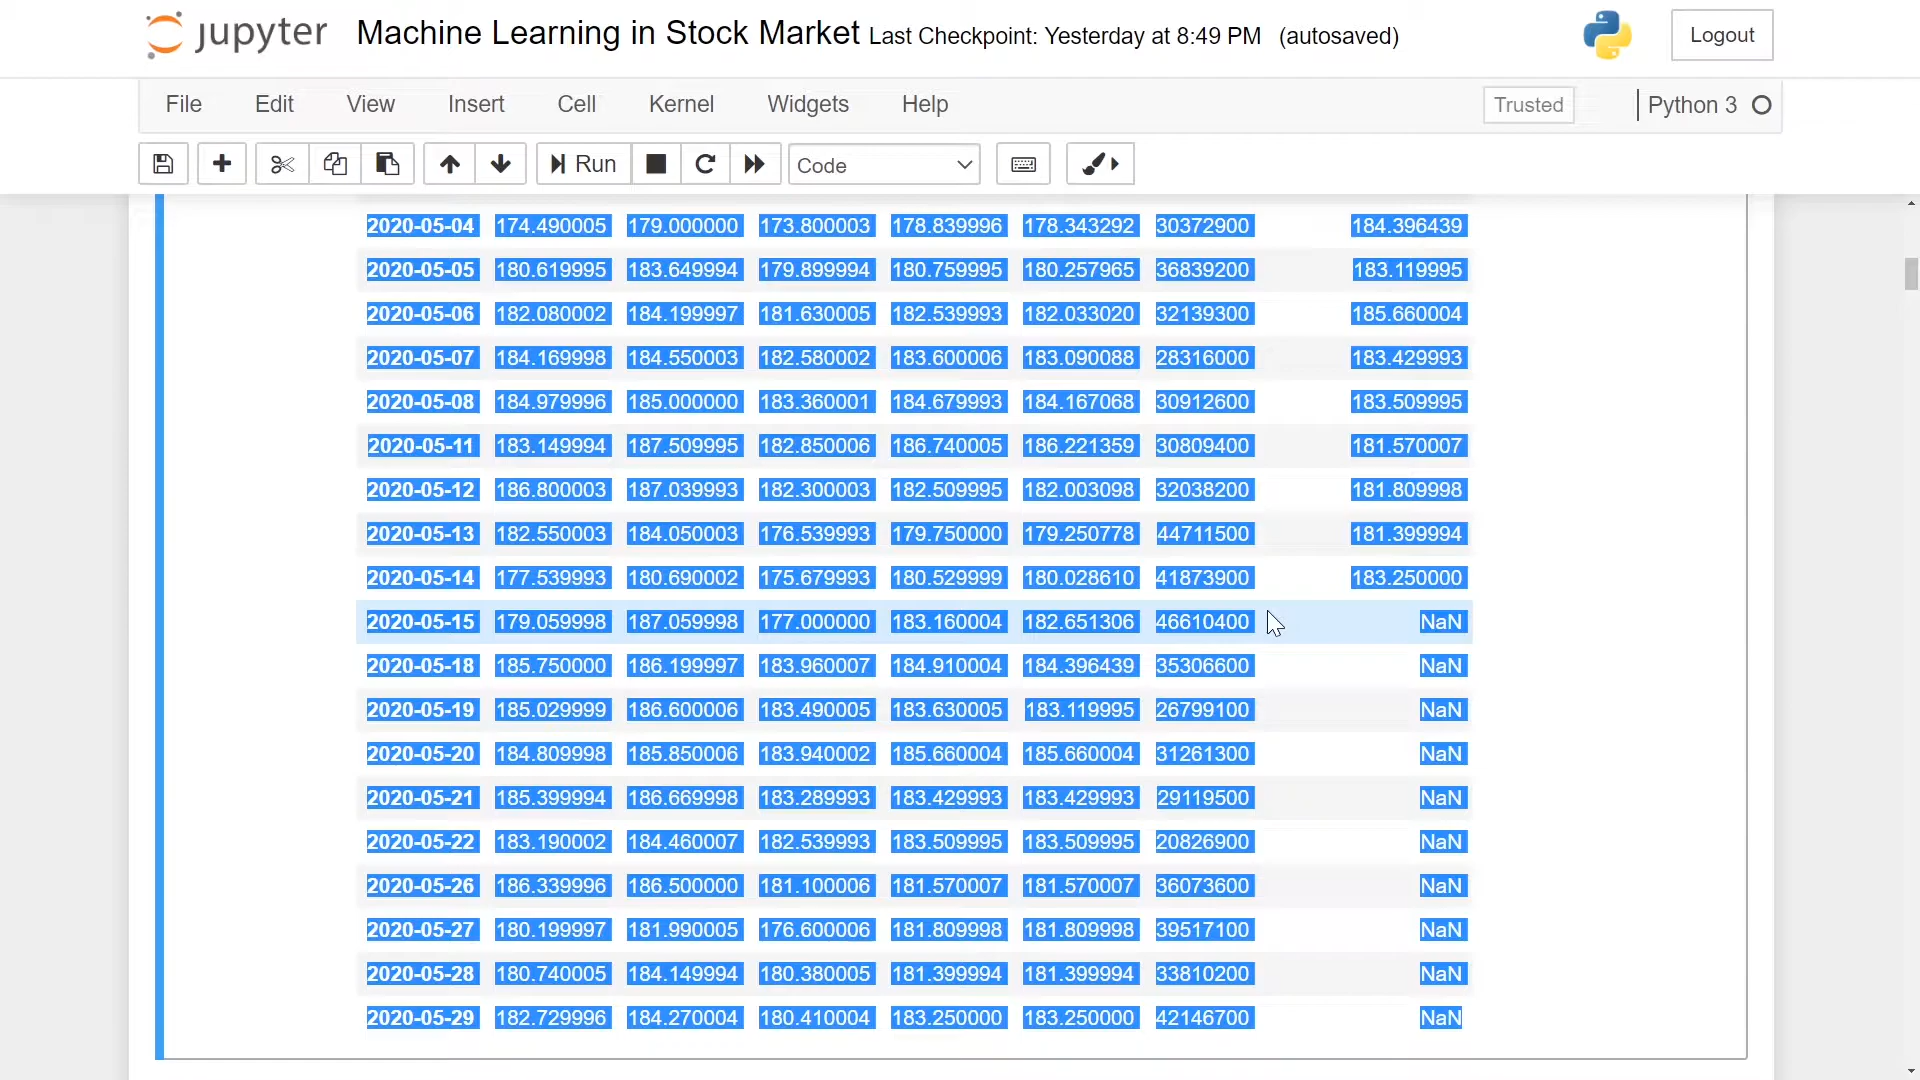 jupyter Machine Learning in Stock Market Last Checkpoint: Yesterday at 8:49 PM (autosaved) Logout
File Edit View Insert Cell Kernel Widgets Help Trusted Python 3
Run Code
2020-05-04 174.490005 179.000000 173.800003 178.839996 178.343292 30372900 184.396439
2020-05-05 180.619995 183.649994 179.899994 180.759995 180.257965 36839200 183.119995
2020-05-06 182.080002 184.199997 181.630005 182.539993 182.033020 32139300 185.660004
2020-05-07 184.169998 184.550003 182.580002 183.600006 183.090088 28316000 183.429993
2020-05-08 184.979996 185.000000 183.360001 184.679993 184.167068 30912600 183.509995
2020-05-11 183.149994 187.509995 182.850006 186.740005 186.221359 30809400 181.570007
2020-05-12 186.800003 187.039993 182.300003 182.509995 182.003098 32038200 181.809998
2020-05-13 182.550003 184.050003 176.539993 179.750000 179.250778 44711500 181.399994
2020-05-14 177.539993 180.690002 175.679993 180.529999 180.028610 41873900 183.250000
2020-05-15 179.059998 187.059998 177.000000 183.160004 182.651306 46610400 NaN
2020-05-18 185.750000 186.199997 183.960007 184.910004 184.396439 35306600 NaN
2020-05-19 185.029999 186.600006 183.490005 183.630005 183.119995 26799100 NaN
2020-05-20 184.809998 185.850006 183.940002 185.660004 185.660004 31261300 NaN
2020-05-21 185.399994 186.669998 183.289993 183.429993 183.429993 29119500 NaN
2020-05-22 183.190002 184.460007 182.539993 183.509995 183.509995 20826900 NaN
2020-05-26 186.339996 186.500000 181.100006 181.570007 181.570007 36073600 NaN
2020-05-27 180.199997 181.990005 176.600006 181.809998 181.809998 39517100 NaN
2020-05-28 180.740005 184.149994 180.380005 181.399994 181.399994 33810200 NaN
2020-05-29 182.729996 184.270004 180.410004 183.250000 183.250000 42146700 NaN